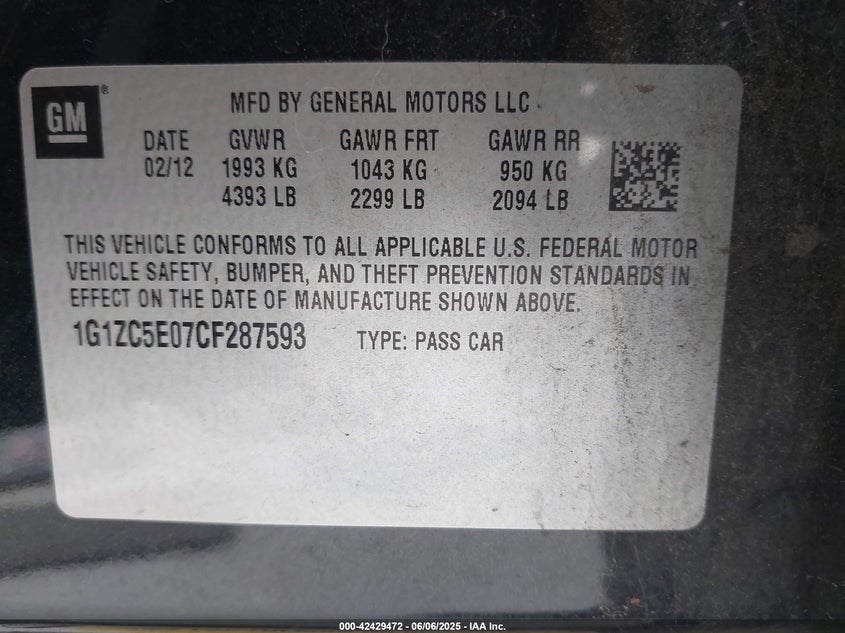 GM®
MFD BY GENERAL MOTORS LLC
DATE GVWR GAWR FRT GAWR RR
02/12 1993 KG 1043 KG 950 KG
4393 LB 2299 LB 2094 LB
THIS VEHICLE CONFORMS TO ALL APPLICABLE U.S. FEDERAL MOTOR
VEHICLE SAFETY, BUMPER, AND THEFT PREVENTION STANDARDS IN
EFFECT ON THE DATE OF MANUFACTURE SHOWN ABOVE.
1G1ZC5E07CF287593 TYPE: PASS CAR
000-42429472 - 06/06/2025 - IAA Inc.